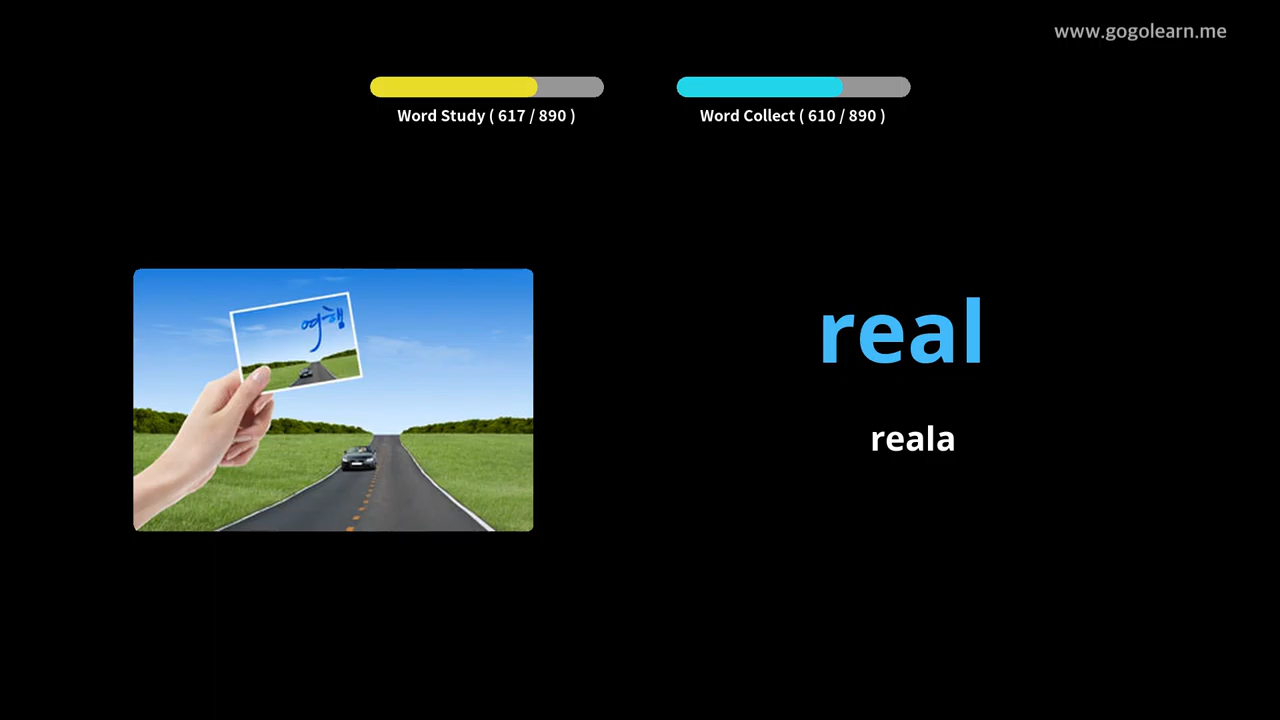 www.gogolearn.me
Word Study ( 617 / 890 )
Word Collect ( 610 / 890 )
여행
real
reala